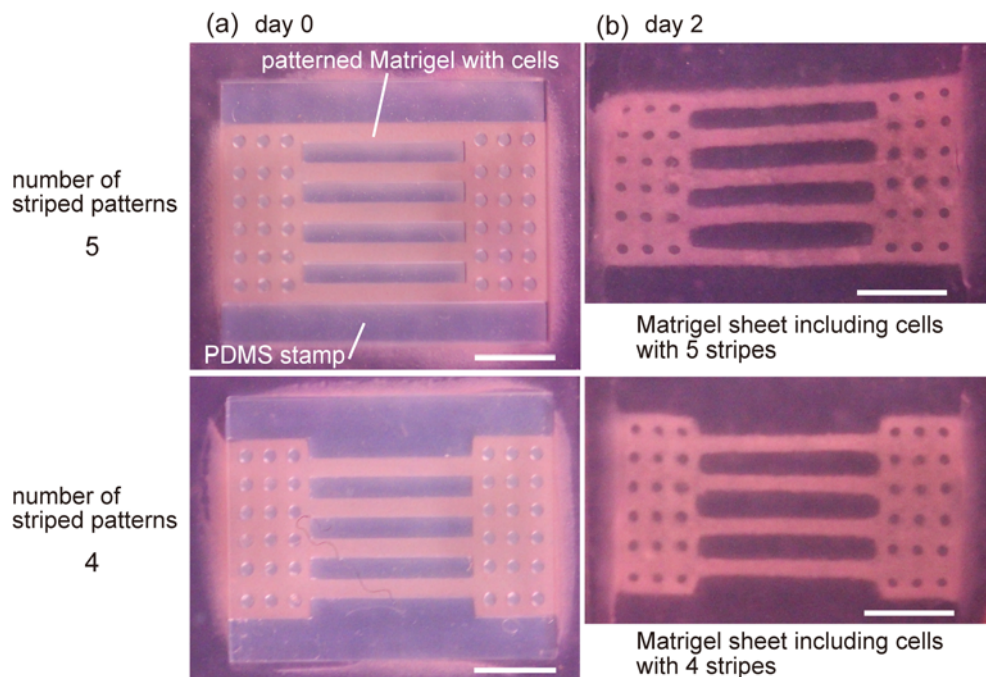 (a) day 0
(b) day 2
patterned Matrigel with cells
number of
striped patterns
5
PDMS stamp
Matrigel sheet including cells
with 5 stripes
number of
striped patterns
4
Matrigel sheet including cells
with 4 stripes